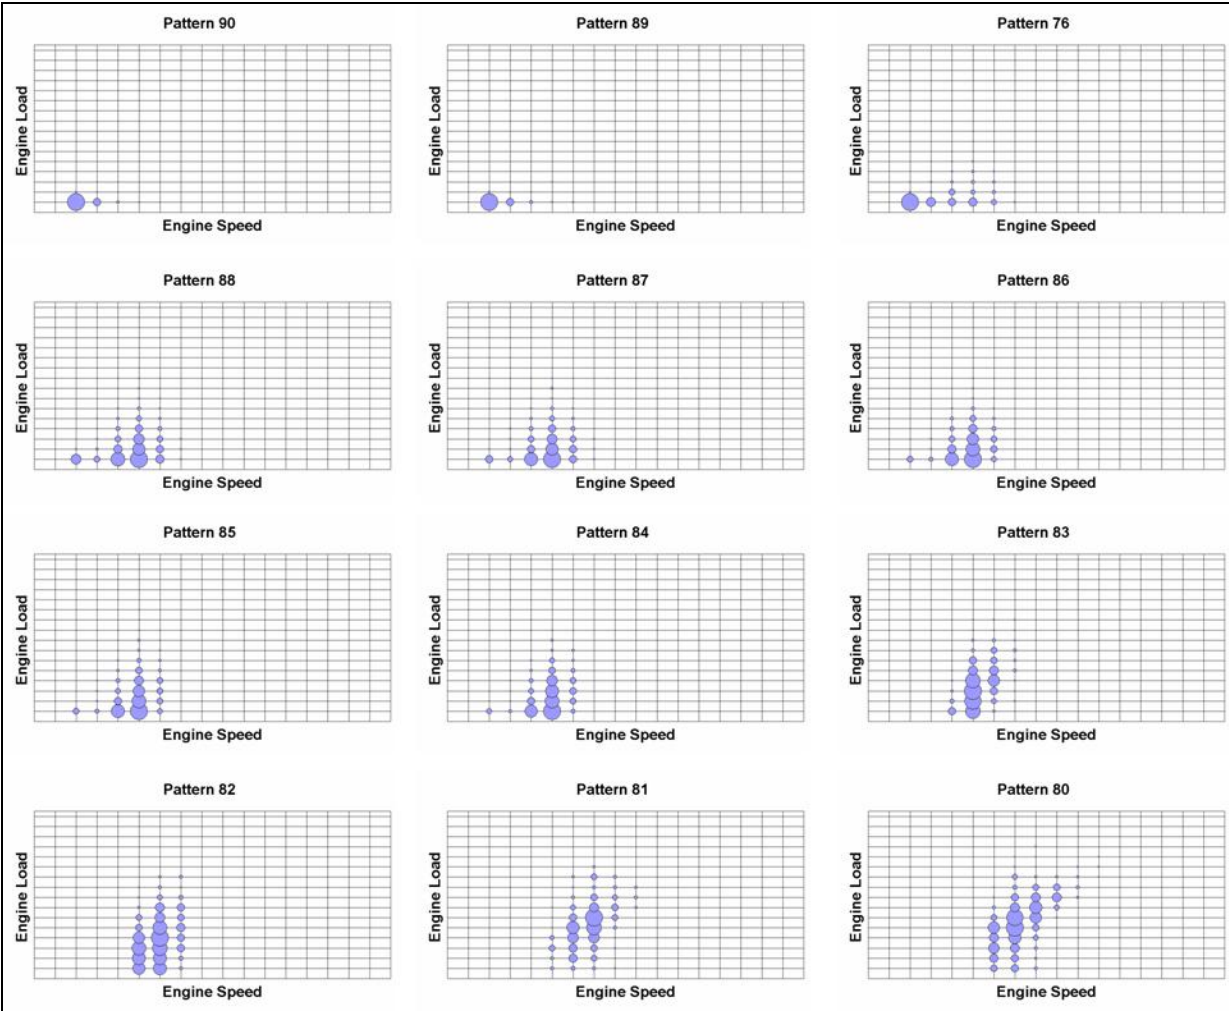 Pattern 90
Engine Load
Engine Speed
Pattern 89
Engine Load
Engine Speed
Pattern 76
Engine Load
Engine Speed
Pattern 88
Engine Load
Engine Speed
Pattern 87
Engine Load
Engine Speed
Pattern 86
Engine Load
Engine Speed
Pattern 85
Engine Load
Engine Speed
Pattern 84
Engine Load
Engine Speed
Pattern 83
Engine Load
Engine Speed
Pattern 82
Engine Load
Engine Speed
Pattern 81
Engine Load
Engine Speed
Pattern 80
Engine Load
Engine Speed